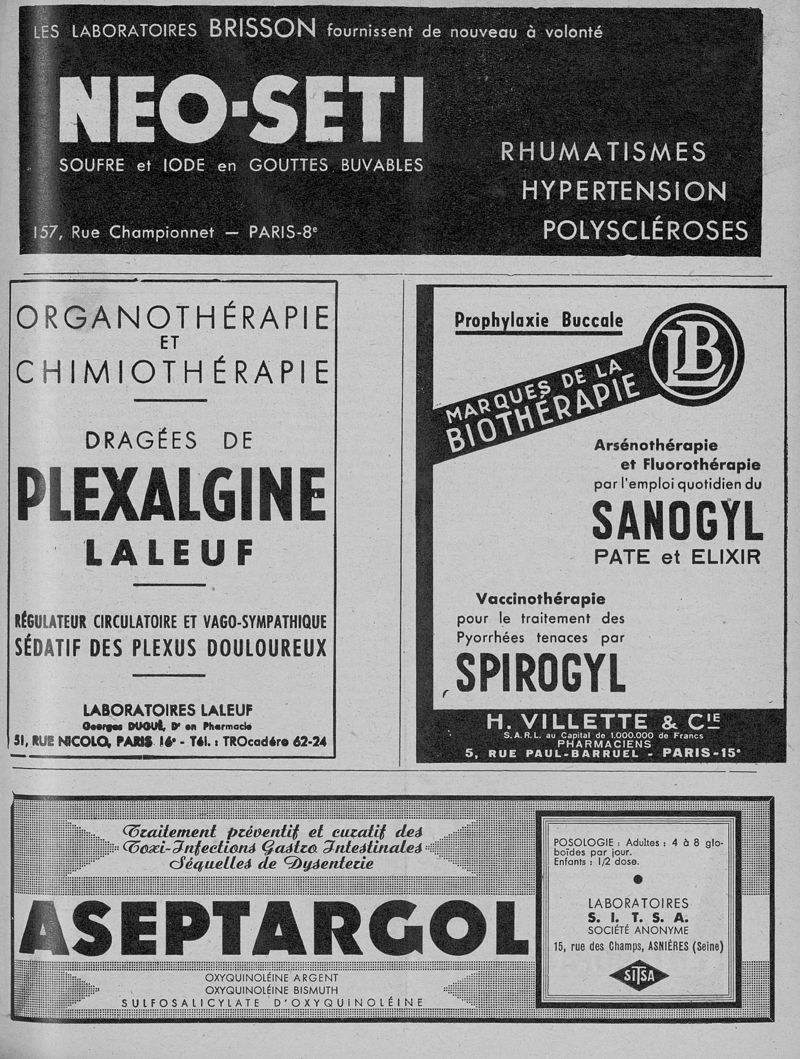 LES LABORATOIRES BRISSON fournissent de nouveau à volonté
NEO-SETI
SOUFRE et IODE en GOUTTES BUVABLES
RHUMATISMES
HYPERTENSION
POLYSCLÉROSES
157, Rue Championnet — PARIS-8e
ORGANOTHÉRAPIE
ET
CHIMIOTHÉRAPIE
DRAGÉES DE
PLEXALGINE
LALEUF
RÉGULATEUR CIRCULATOIRE ET VAGO-SYMPATHIQUE
SÉDATIF DES PLEXUS DOULOUREUX
LABORATOIRES LALEUF
Georges DUGUÉ, Dr en Pharmacie
51, RUE NICOLO, PARIS 16e - Tél. : TROcadéro 62-24
Prophylaxie Buccale
LB
MARQUES DE LA
BIOTHÉRAPIE
Arsénothérapie
et Fluorothérapie
par l'emploi quotidien du
SANOGYL
PATE et ELIXIR
Vaccinothérapie
pour le traitement des
Pyorrhées tenaces par
SPIROGYL
H. VILLETTE & CIE
S.A.R.L. au Capital de 1.000.000 de Francs
PHARMACIENS
5, RUE PAUL-BARRUEL - PARIS-15e
Traitement préventif et curatif des
Toxi-Infections Gastro Intestinales
Séquelles de Dysenterie
ASEPTARGOL
OXYQUINOLÉINE ARGENT
OXYQUINOLÉINE BISMUTH
SULFOSALICYLATE D'OXYQUINOLÉINE
POSOLOGIE : Adultes : 4 à 8 glo-
boïdes par jour.
Enfants : 1/2 dose.
LABORATOIRES
S. I. T. S. A.
SOCIÉTÉ ANONYME
15, rue des Champs, ASNIÈRES (Seine)
SITSA